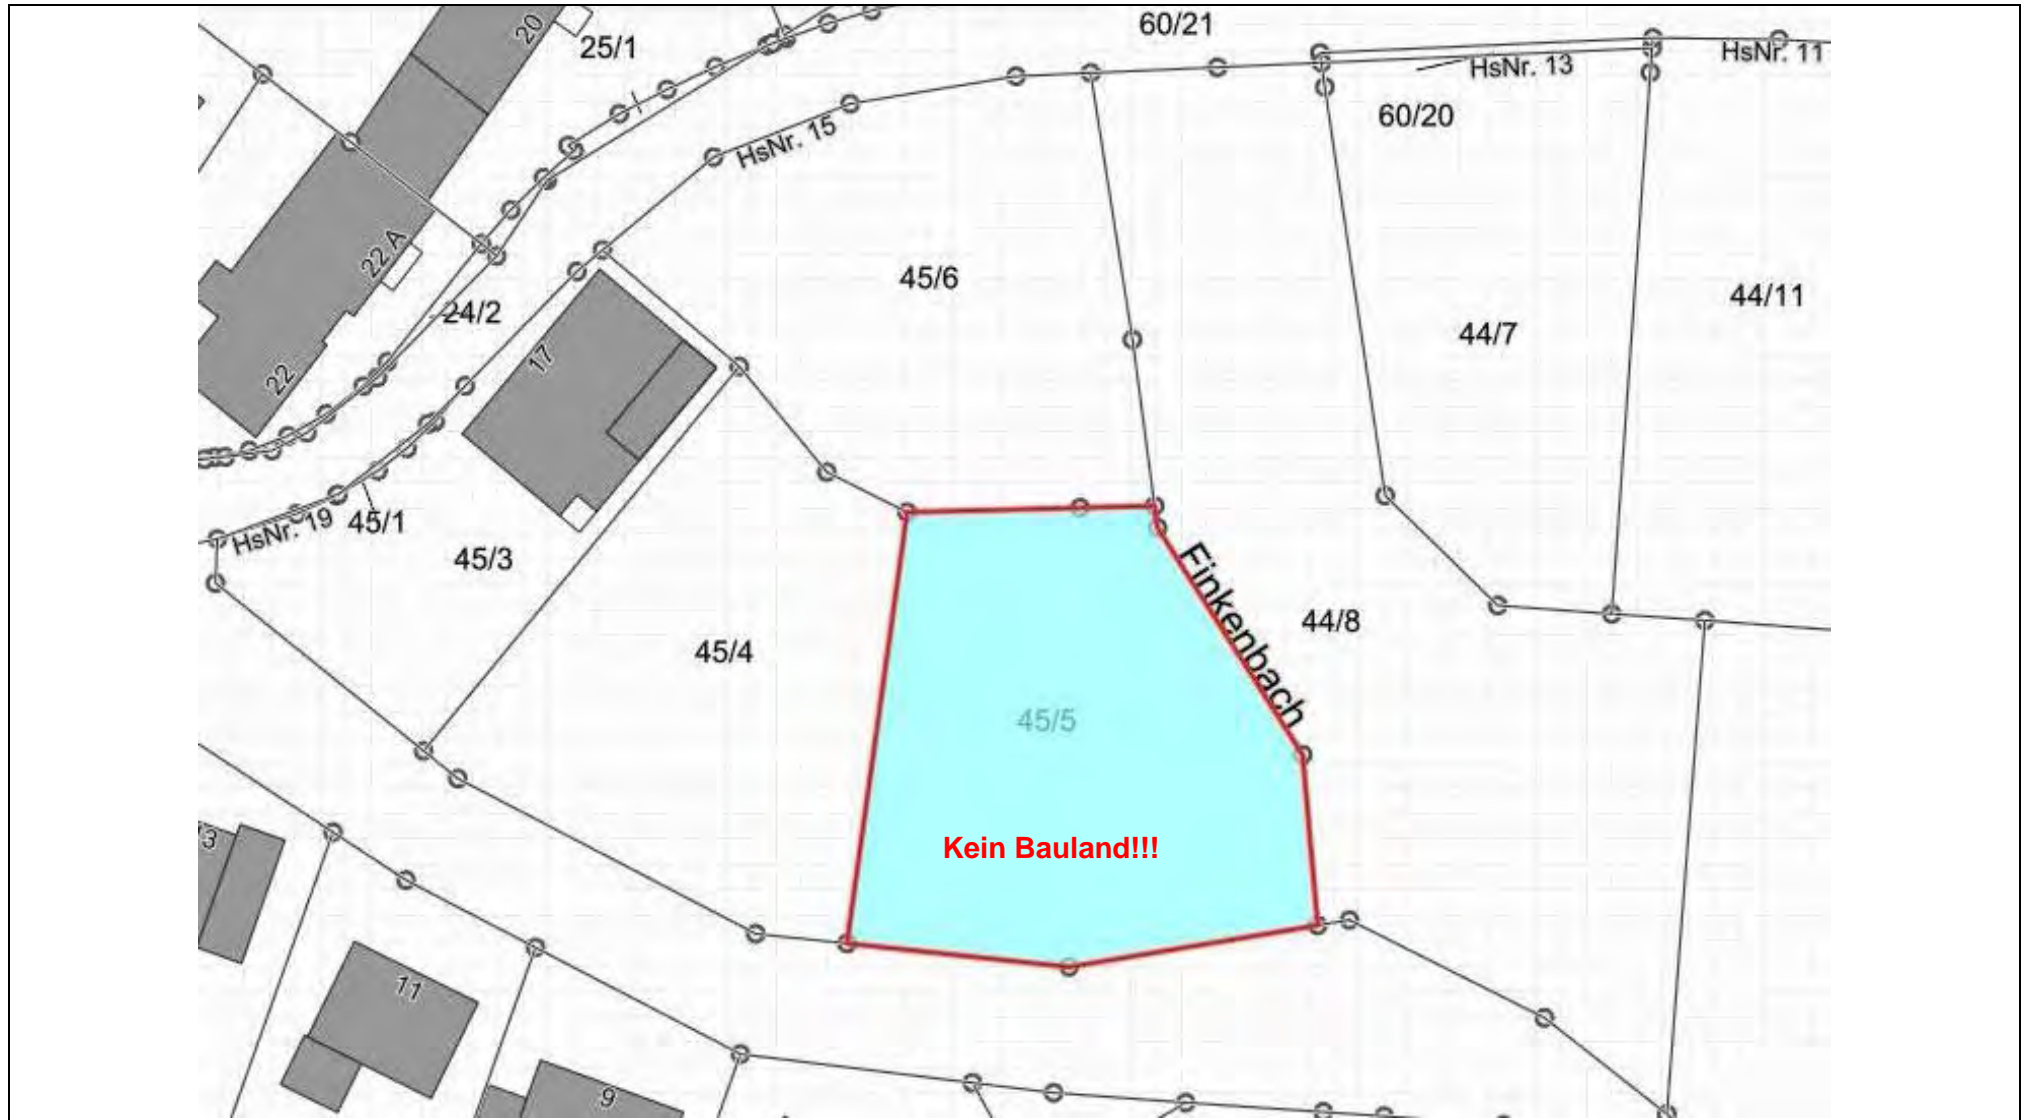 60/21
20
25/1
HsNr. 13
HsNr. 11
60/20
HsNr. 15
22 A
45/6
44/11
24/2
44/7
17
22
HsNr. 19
45/1
45/3
Finkenbach
44/8
45/4
45/5
3
Kein Bauland!!!
11
9